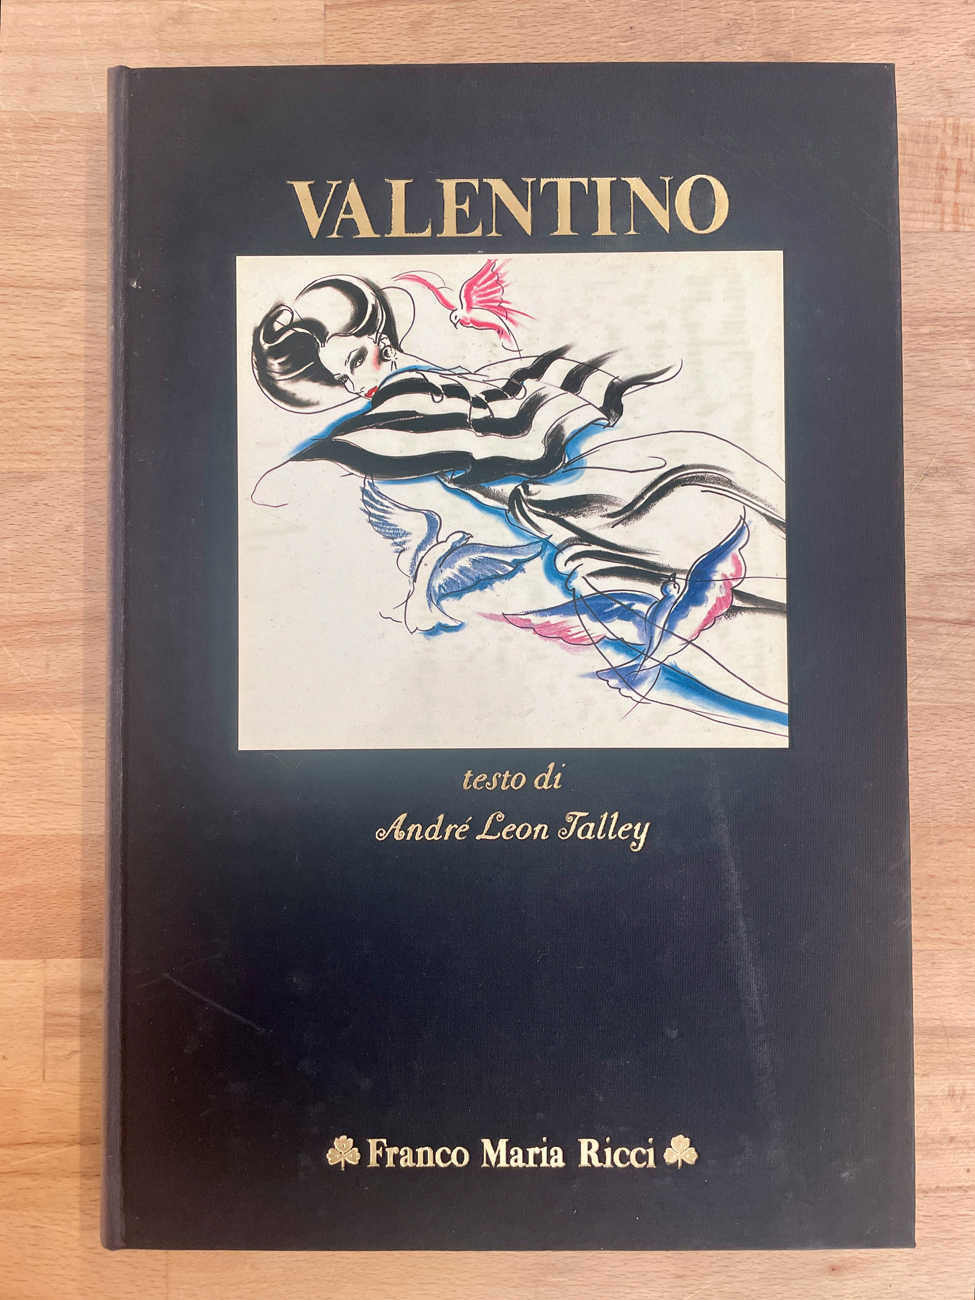 VALENTINO
testo di
André Leon Talley
Franco Maria Ricci